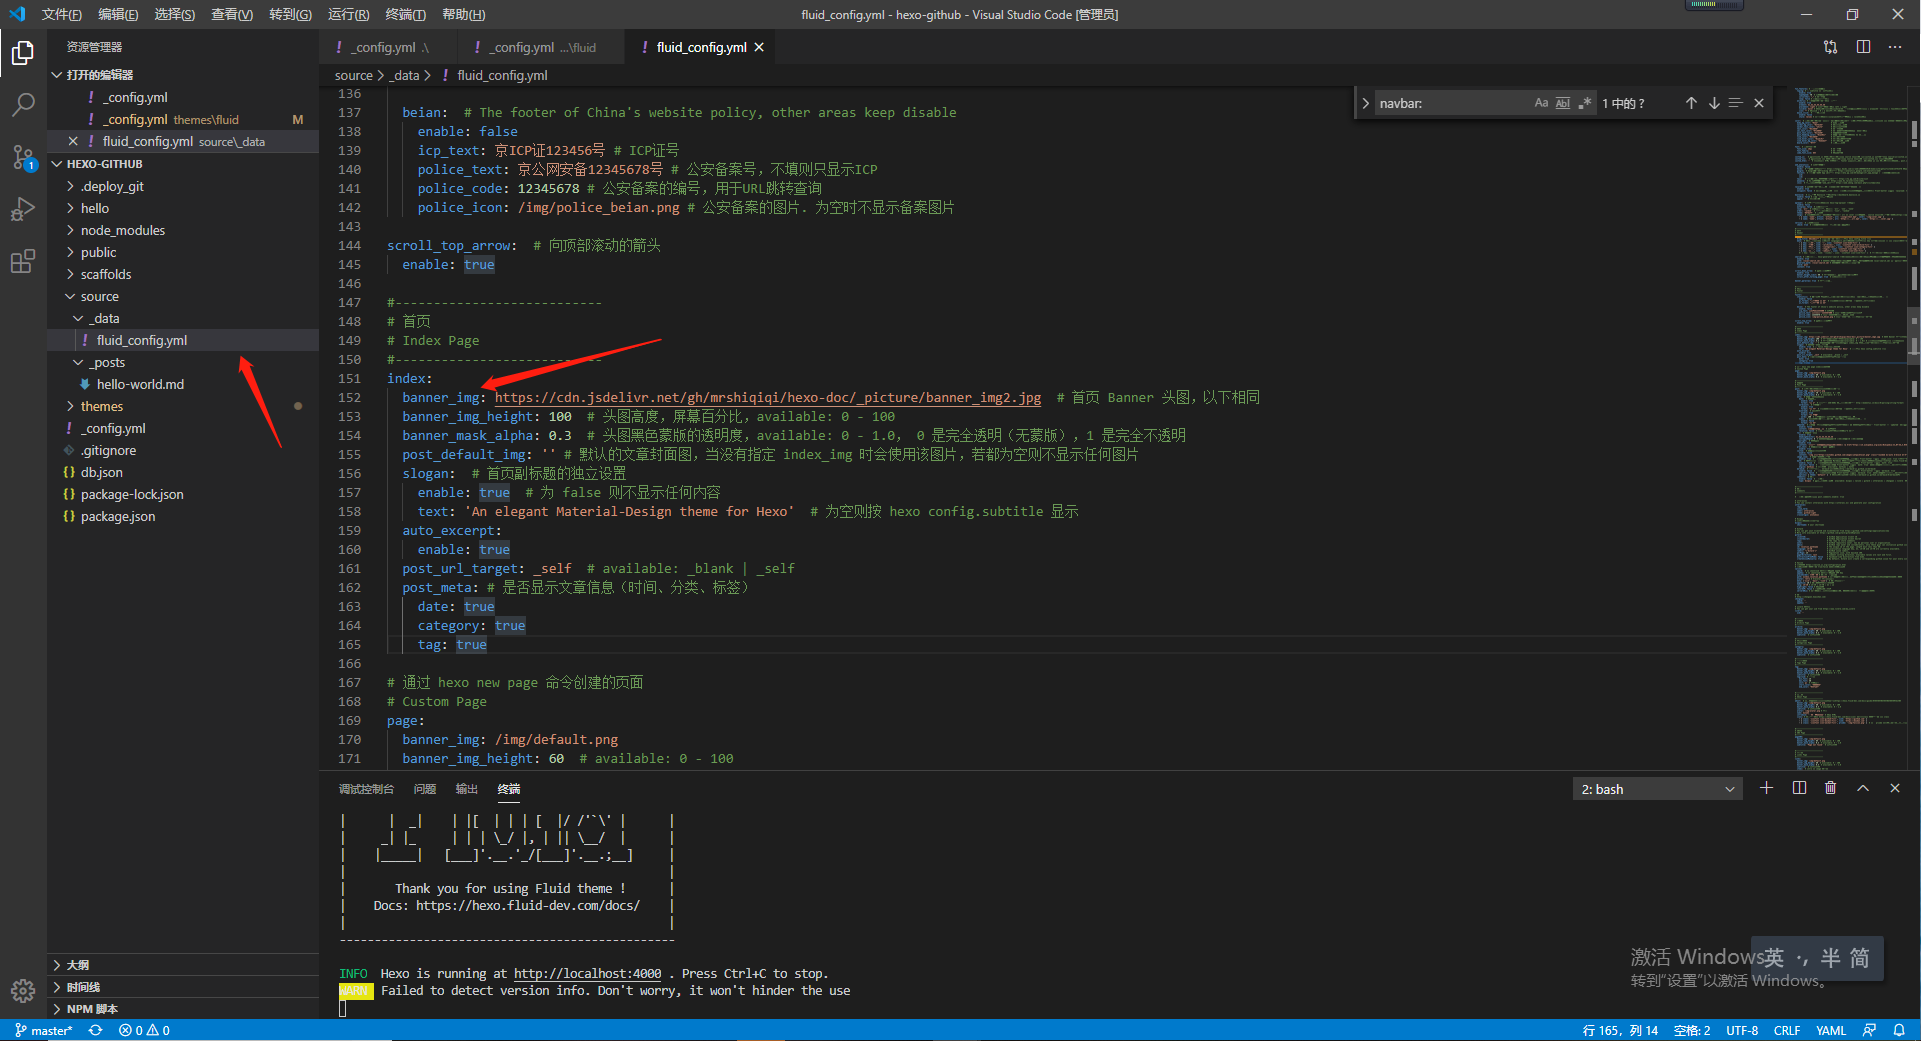 文件(F) 编辑(E) 选择(S) 查看(V) 转到(G) 运行(R) 终端(T) 帮助(H)
fluid_config.yml - hexo-github - Visual Studio Code [管理员]
资源管理器
打开的编辑器
! _config.yml
! _config.yml themes\fluid M
! fluid_config.yml source\_data
HEXO-GITHUB
.deploy_git
hello
node_modules
public
scaffolds
source
_data
! fluid_config.yml
_posts
hello-world.md
themes
! _config.yml
.gitignore
{} db.json
{} package-lock.json
{} package.json
大纲
时间线
NPM 脚本
1
! _config.yml .\
! _config.yml ...\fluid
! fluid_config.yml
source > _data > ! fluid_config.yml
navbar: Aa Abl .* 1 中的 ?
136
137 beian:  # The footer of China's website policy, other areas keep disable
138 enable: false
139 icp_text: 京ICP证123456号 # ICP证号
140 police_text: 京公网安备12345678号 # 公安备案号，不填则只显示ICP
141 police_code: 12345678 # 公安备案的编号，用于URL跳转查询
142 police_icon: /img/police_beian.png # 公安备案的图片. 为空时不显示备案图片
143
144 scroll_top_arrow:  # 向顶部滚动的箭头
145 enable: true
146
147 #---------------------------
148 # 首页
149 # Index Page
150 #---------------------------
151 index:
152 banner_img: https://cdn.jsdelivr.net/gh/mrshiqiqi/hexo-doc/_picture/banner_img2.jpg  # 首页 Banner 头图，以下相同
153 banner_img_height: 100  # 头图高度，屏幕百分比，available: 0 - 100
154 banner_mask_alpha: 0.3  # 头图黑色蒙版的透明度，available: 0 - 1.0， 0 是完全透明（无蒙版），1 是完全不透明
155 post_default_img: '' # 默认的文章封面图，当没有指定 index_img 时会使用该图片，若都为空则不显示任何图片
156 slogan:  # 首页副标题的独立设置
157 enable: true  # 为 false 则不显示任何内容
158 text: 'An elegant Material-Design theme for Hexo'  # 为空则按 hexo config.subtitle 显示
159 auto_excerpt:
160 enable: true
161 post_url_target: _self  # available: _blank | _self
162 post_meta: # 是否显示文章信息（时间、分类、标签）
163 date: true
164 category: true
165 tag: true
166
167 # 通过 hexo new page 命令创建的页面
168 # Custom Page
169 page:
170 banner_img: /img/default.png
171 banner_img_height: 60  # available: 0 - 100
调试控制台 问题 输出 终端
2: bash
Thank you for using Fluid theme !
Docs: https://hexo.fluid-dev.com/docs/
INFO  Hexo is running at http://localhost:4000 . Press Ctrl+C to stop.
WARN  Failed to detect version info. Don't worry, it won't hinder the use
激活 Windows
转到"设置"以激活 Windows。
英 ·, 半 简
master* 0 0
行 165，列 14 空格: 2 UTF-8 CRLF YAML